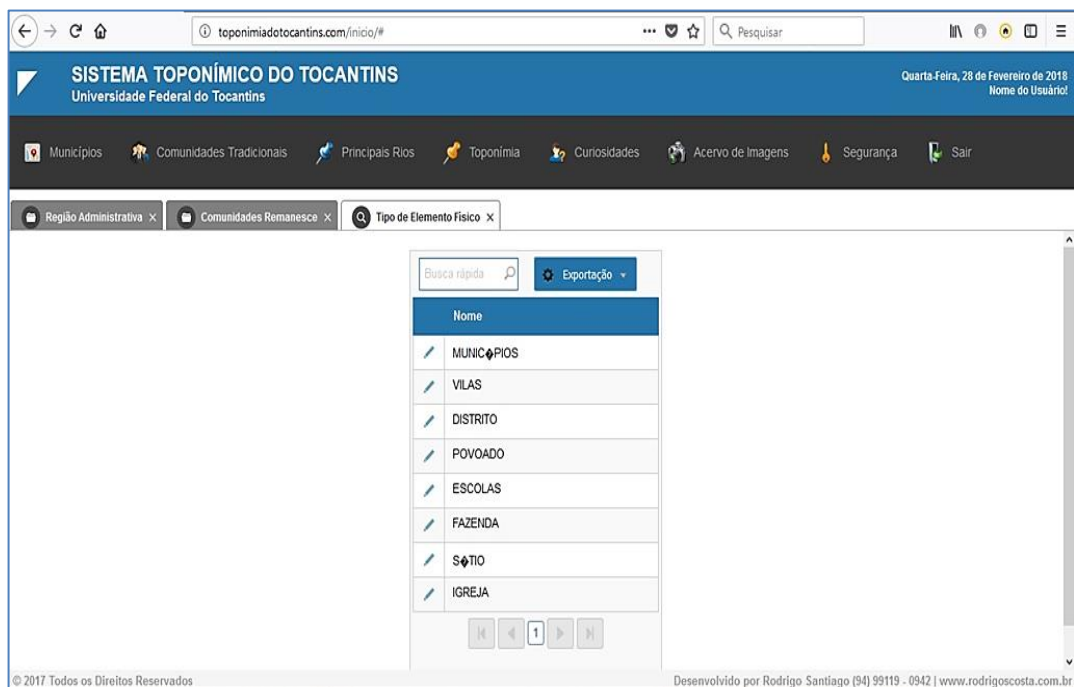 toponimiadotocantins.com/inicio/#
Pesquisar
SISTEMA TOPONÍMICO DO TOCANTINS
Universidade Federal do Tocantins
Quarta-Feira, 28 de Fevereiro de 2018
Nome do Usuário!
Municípios Comunidades Tradicionais Principais Rios Toponímia Curiosidades Acervo de Imagens Segurança Sair
Região Administrativa × Comunidades Remanesce × Tipo de Elemento Físico ×
Busca rápida Exportação
Nome
MUNIC�PIOS
VILAS
DISTRITO
POVOADO
ESCOLAS
FAZENDA
S�TIO
IGREJA
1
© 2017 Todos os Direitos Reservados Desenvolvido por Rodrigo Santiago (94) 99119 - 0942 | www.rodrigoscosta.com.br